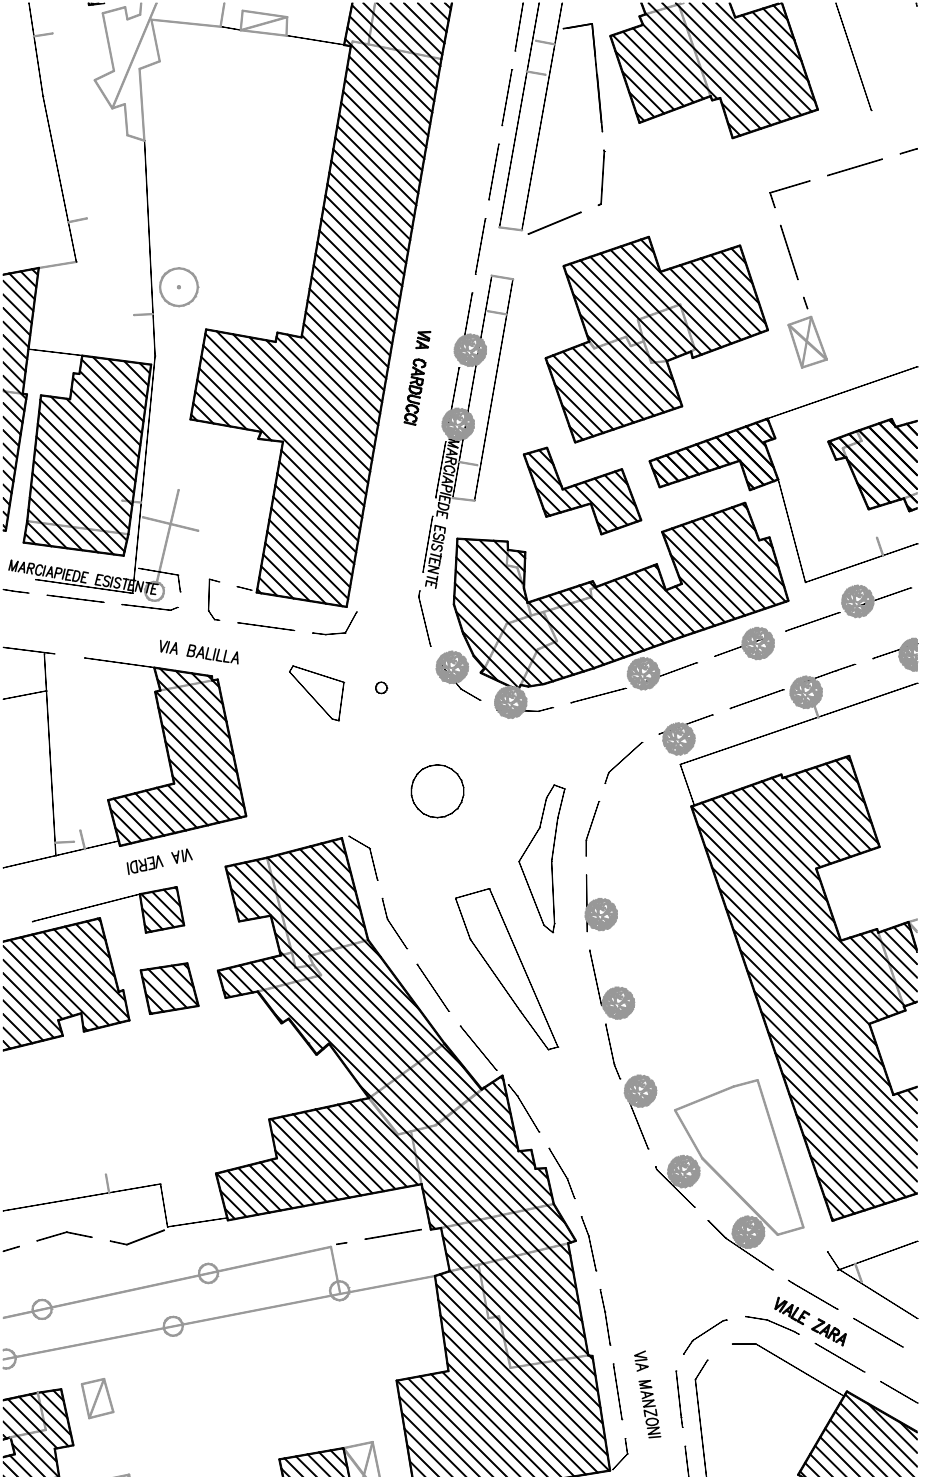 VIA CARDUCCI
MARCIAPIEDE ESISTENTE
MARCIAPIEDE ESISTENTE
VIA BALILLA
VIA VERDI
VIALE ZARA
VIA MANZONI